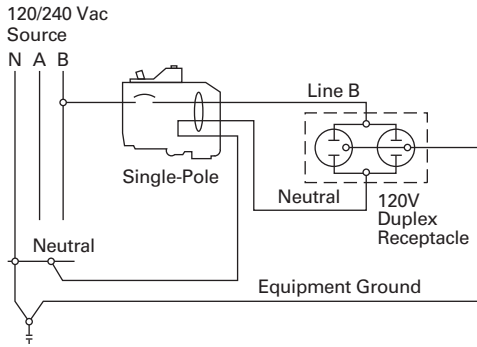 120/240 Vac
Source
N A B
Line B
Single-Pole
Neutral
120V
Duplex
Receptacle
Neutral
Equipment Ground